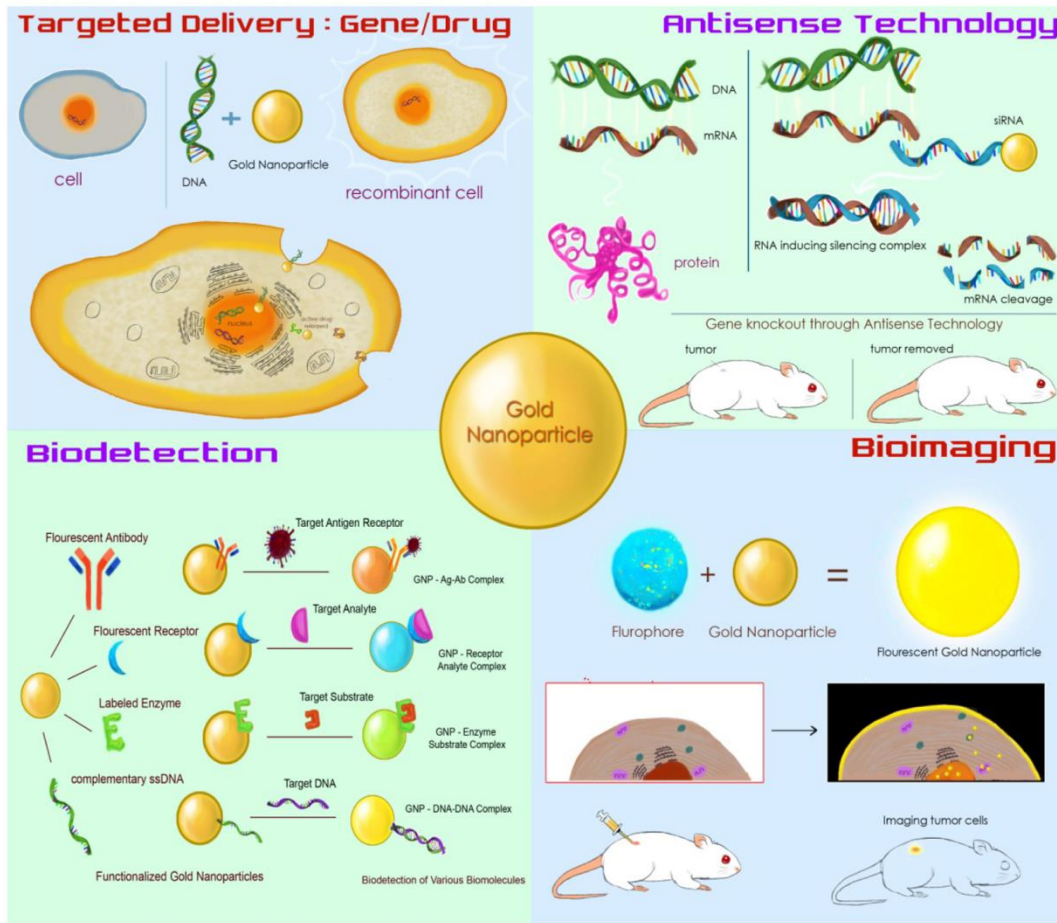 Targeted Delivery : Gene/Drug
cell
DNA
Gold Nanoparticle
recombinant cell
nucleus
active drug
released
Antisense Technology
DNA
mRNA
siRNA
RNA inducing silencing complex
protein
mRNA cleavage
Gene knockout through Antisense Technology
tumor
tumor removed
Gold
Nanoparticle
Biodetection
Flourescent Antibody
Target Antigen Receptor
GNP - Ag-Ab Complex
Flourescent Receptor
Target Analyte
GNP - Receptor
Analyte Complex
Labeled Enzyme
Target Substrate
GNP - Enzyme
Substrate Complex
complementary ssDNA
Target DNA
GNP - DNA-DNA Complex
Functionalized Gold Nanoparticles
Biodetection of Various Biomolecules
Bioimaging
+
=
Flurophore
Gold Nanoparticle
Flourescent Gold Nanoparticle
Imaging tumor cells